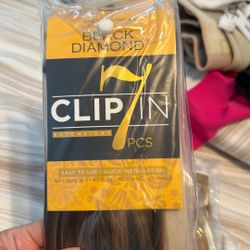 BLACK
DIAMOND
7
CLIP IN
EXTENSIONS
PCS
EASY TO USE | QUICK INSTALLATION